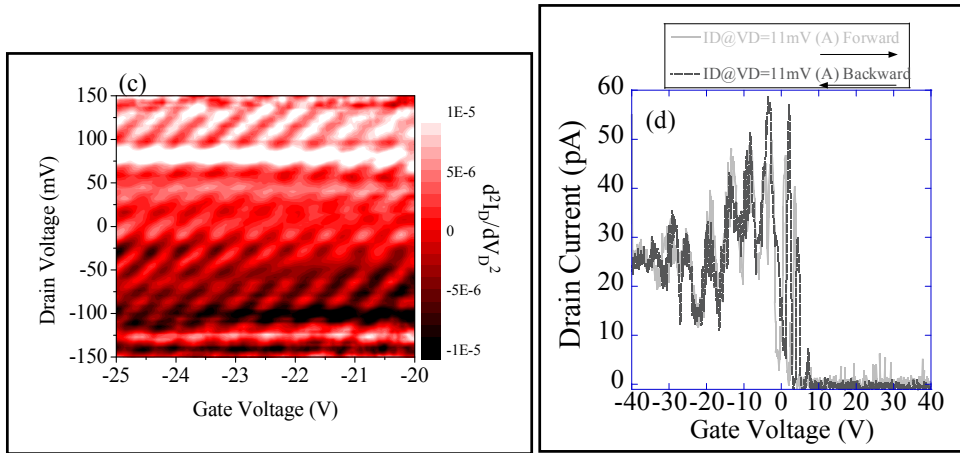 (c)
150
100
50
0
-50
-100
-150
Drain Voltage (mV)
-25 -24 -23 -22 -21 -20
Gate Voltage (V)
1E-5
5E-6
0
-5E-6
-1E-5
d²I_D/dV_D²
ID@VD=11mV (A) Forward
ID@VD=11mV (A) Backward
(d)
60
50
40
30
20
10
0
Drain Current (pA)
-40 -30 -20 -10 0 10 20 30 40
Gate Voltage (V)